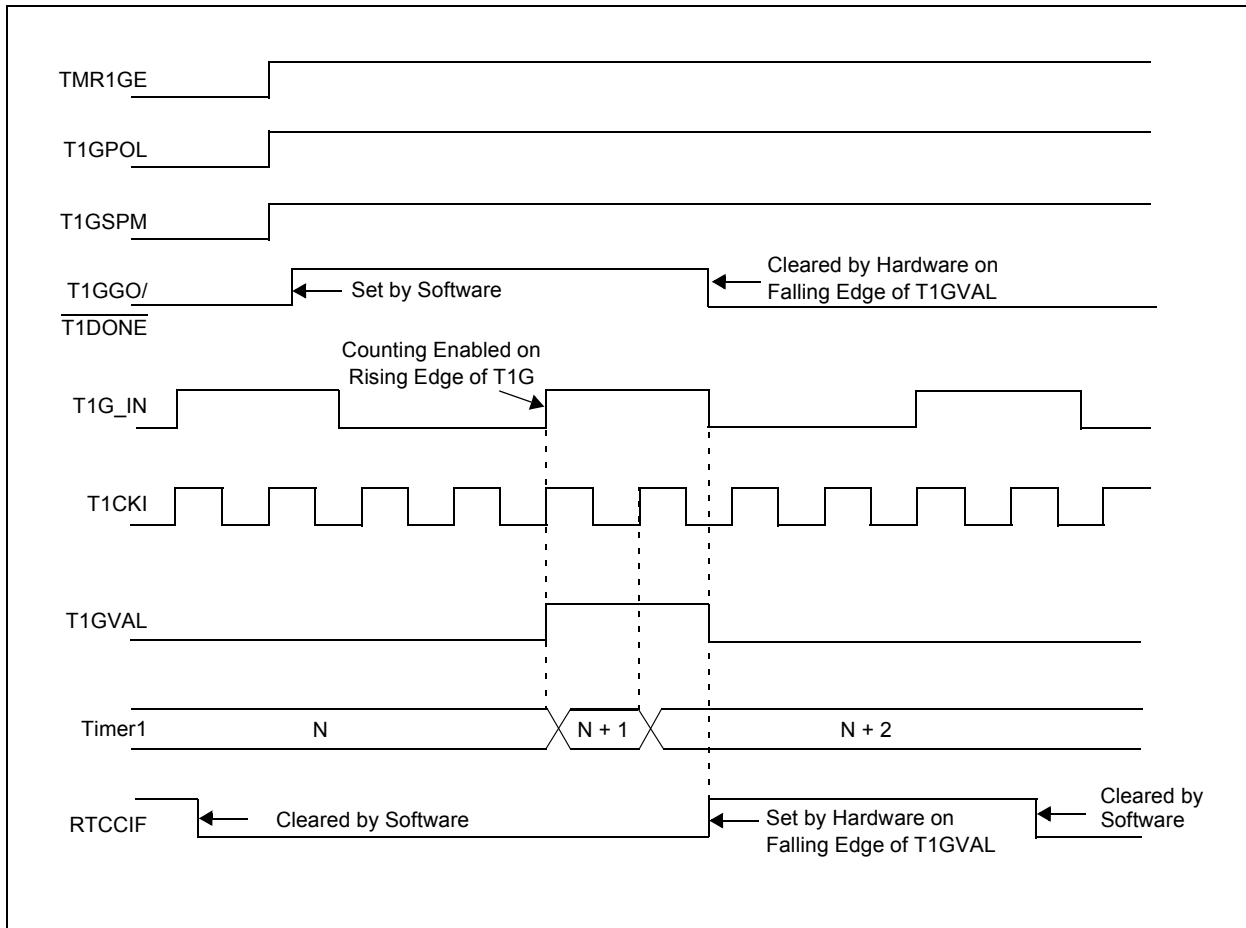 TMR1GE
T1GPOL
T1GSPM
T1GGO/
T1DONE
Set by Software
Cleared by Hardware on
Falling Edge of T1GVAL
Counting Enabled on
Rising Edge of T1G
T1G_IN
T1CKI
T1GVAL
Timer1
N
N + 1
N + 2
RTCCIF
Cleared by Software
Set by Hardware on
Falling Edge of T1GVAL
Cleared by
Software